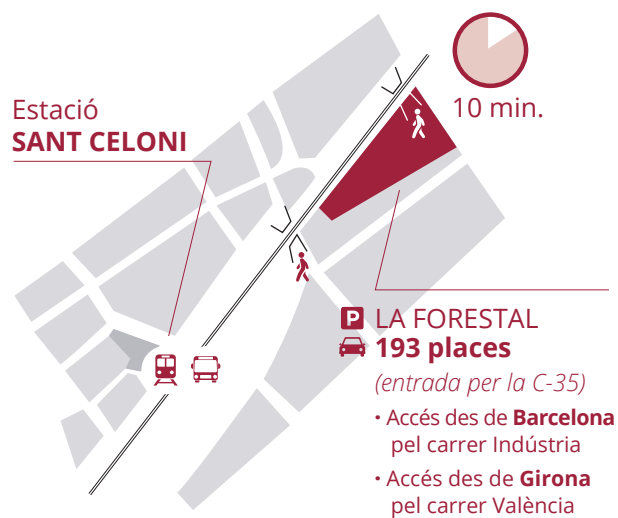 Estació
SANT CELONI
10 min.
P LA FORESTAL
193 places
(entrada per la C-35)
• Accés des de Barcelona
pel carrer Indústria
• Accés des de Girona
pel carrer València